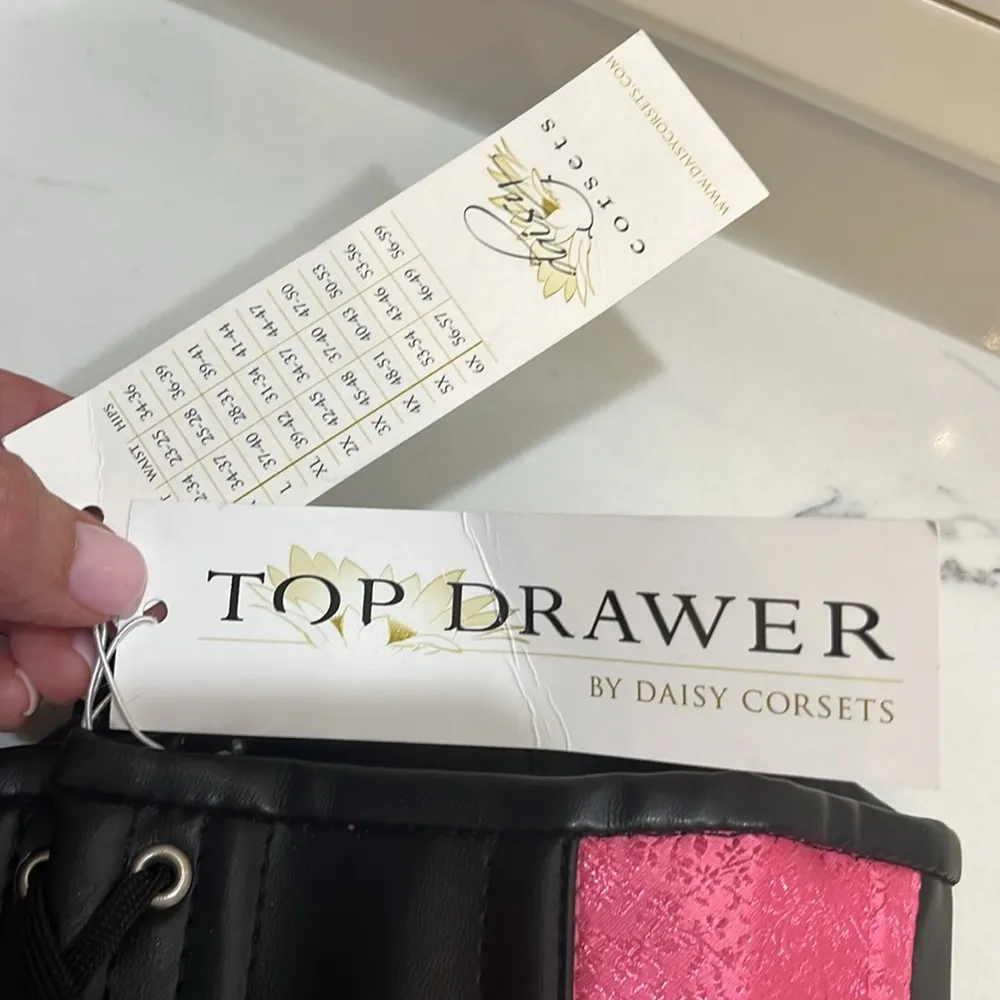 WAIST HIPS
23-25 34-36
34-37 25-28 36-39
L 37-40 28-31 39-41
XL 39-42 31-34 41-44
2X 42-45 34-37 44-47
3X 45-48 37-40 47-50
4X 48-51 40-43 50-53
5X 53-54 43-46 53-56
6X 56-57 46-49 56-59
Daisy
corsets
WWW.DAISYCORSETS.COM
TOP DRAWER
BY DAISY CORSETS